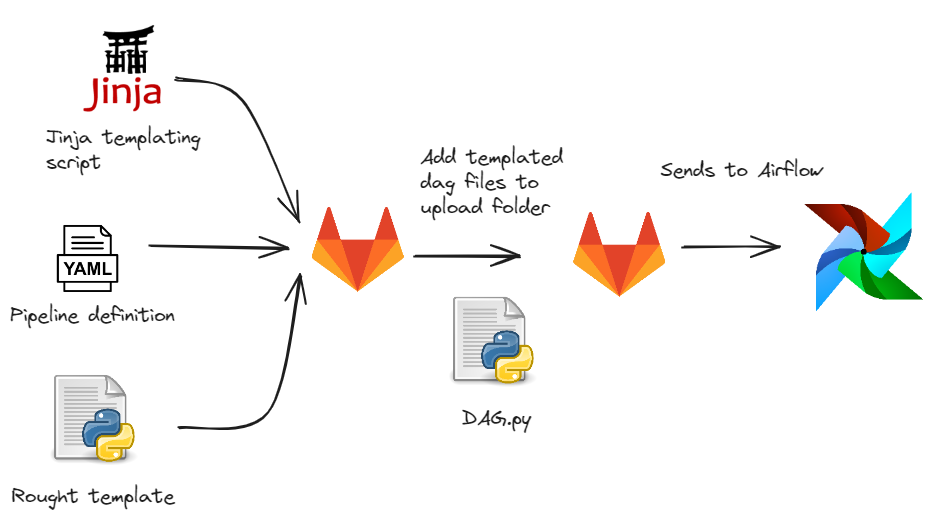 Jinja
Jinja templating
script
YAML
Pipeline definition
Rought template
Add templated
dag files to
upload folder
DAG.py
Sends to Airflow